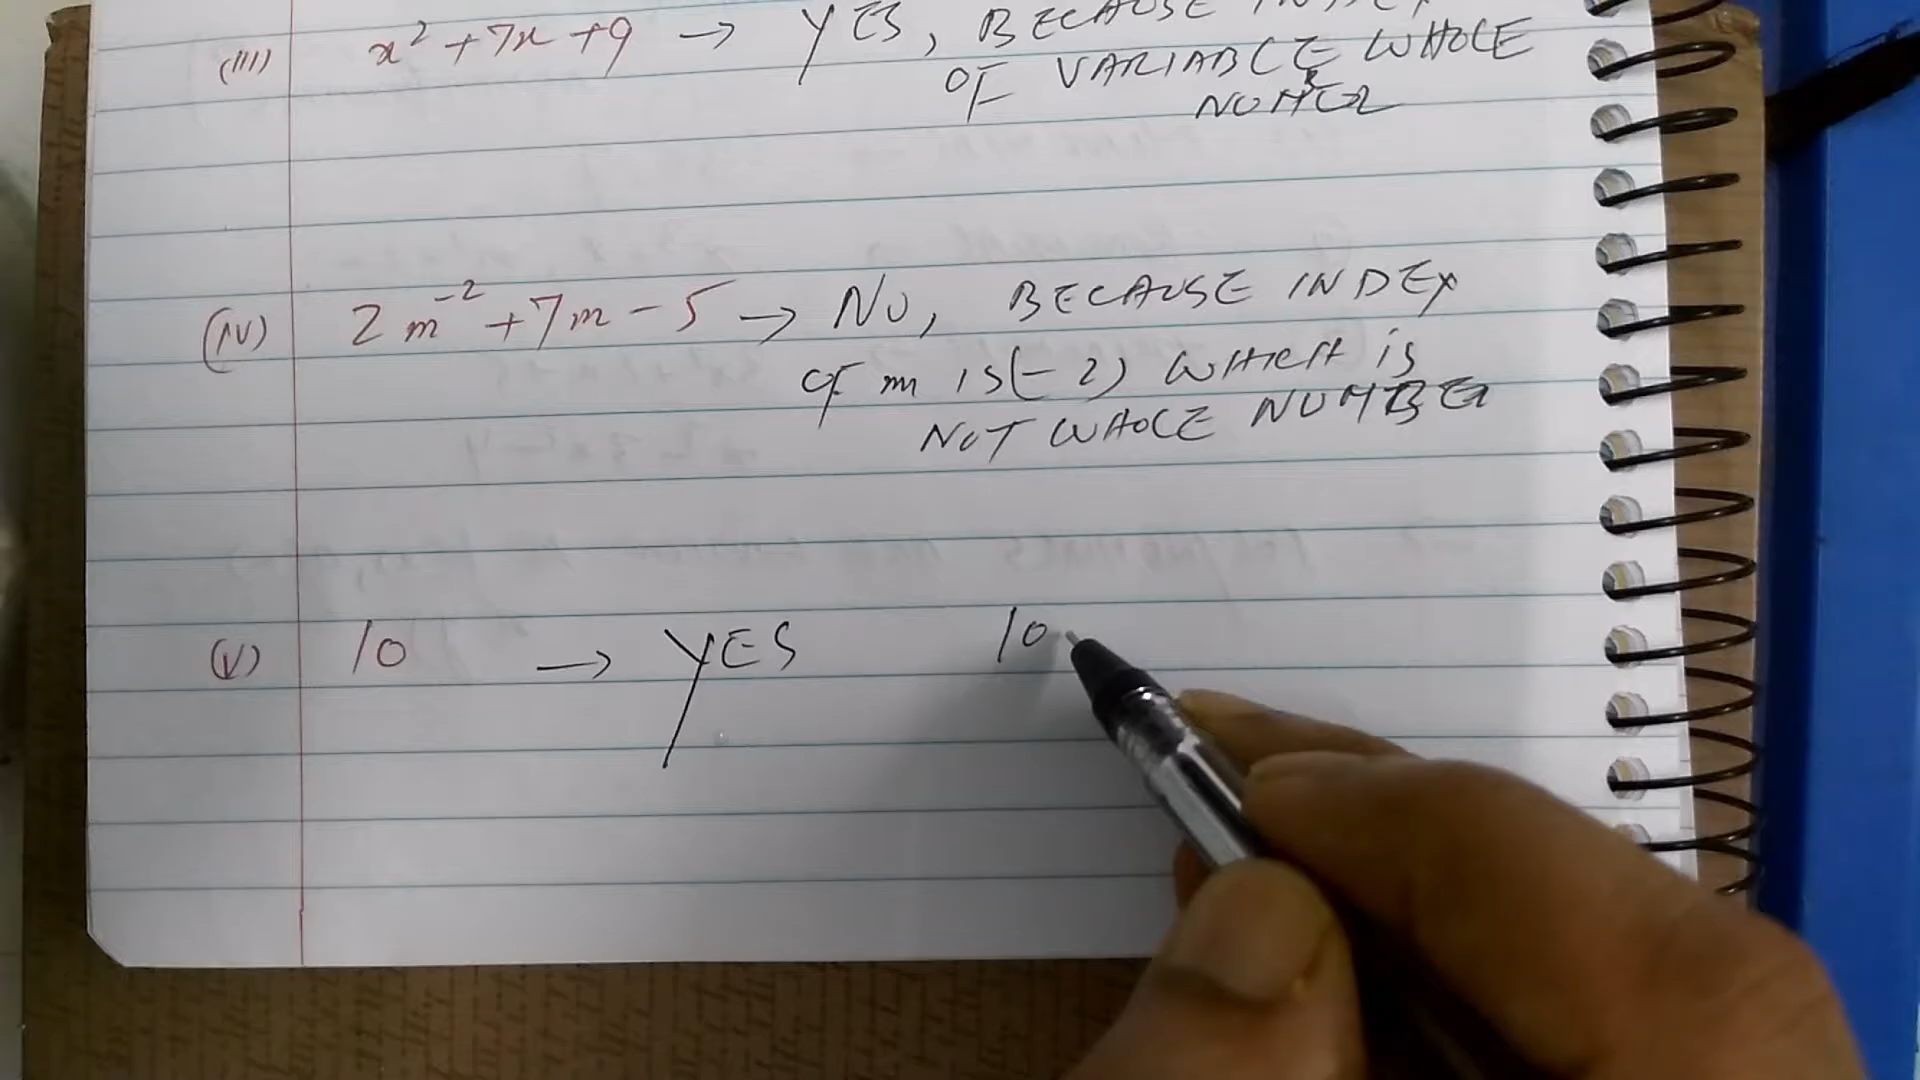 (III) x² + 7x + 9 → YES, BECAUSE INDEX
OF VARIABLE WHOLE
NUMBER
(IV) 2m⁻² + 7m - 5 → NO, BECAUSE INDEX
OF m is (-2) WHICH is
NOT WHOLE NUMBER
(V) 10 → YES 10